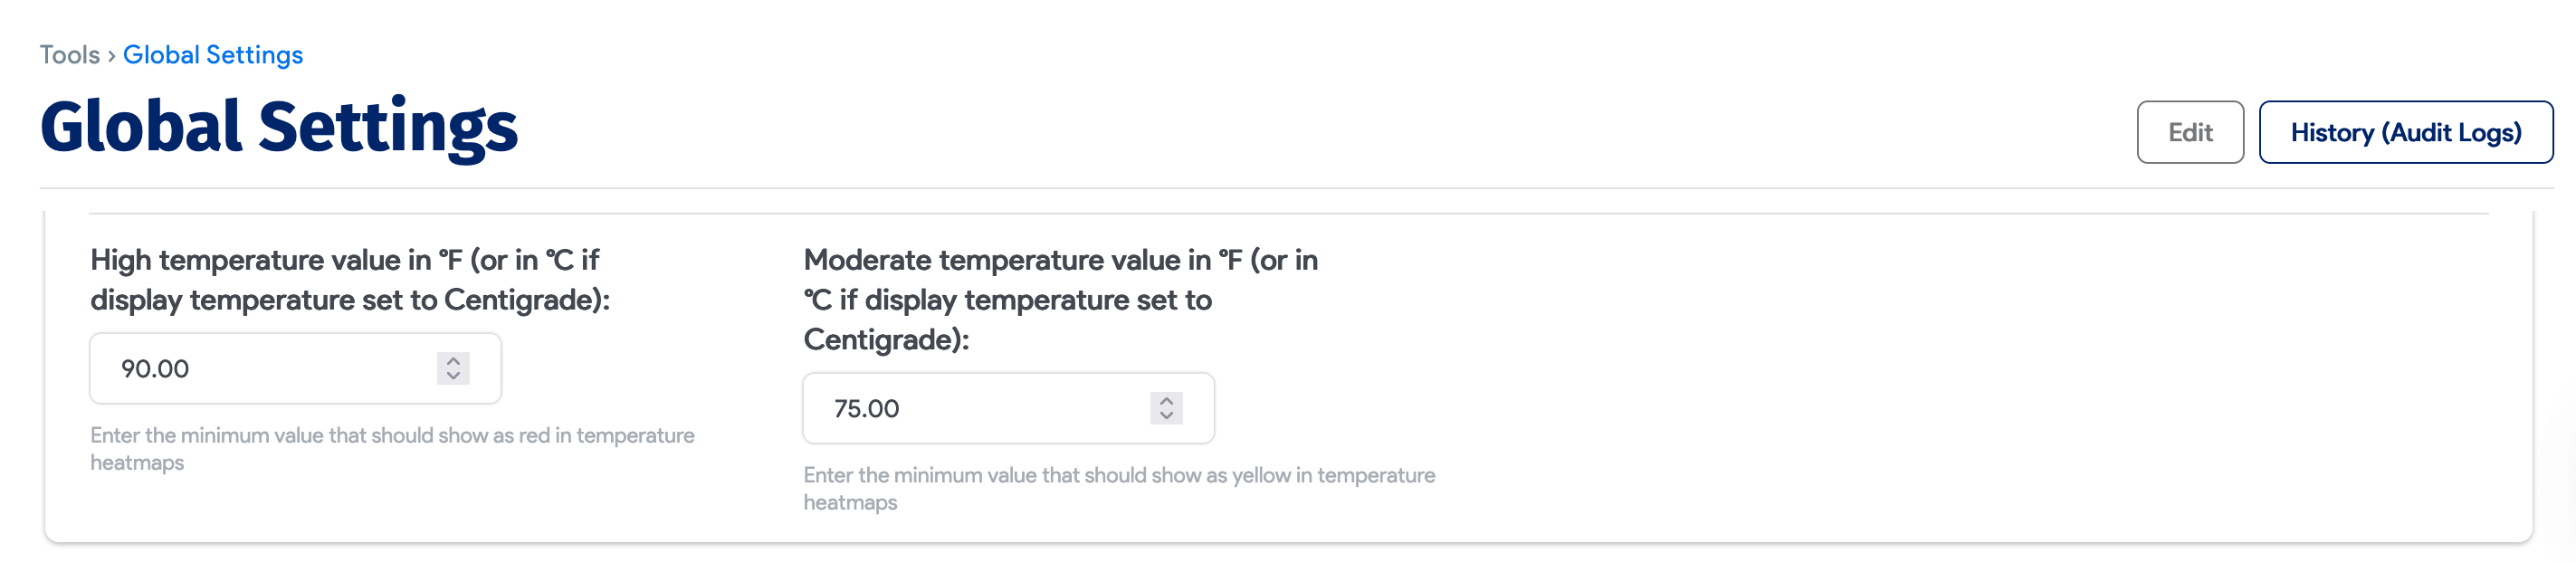 Tools › Global Settings
Global Settings
Edit
History (Audit Logs)
High temperature value in °F (or in °C if
display temperature set to Centigrade):
90.00
Enter the minimum value that should show as red in temperature
heatmaps
Moderate temperature value in °F (or in
°C if display temperature set to
Centigrade):
75.00
Enter the minimum value that should show as yellow in temperature
heatmaps